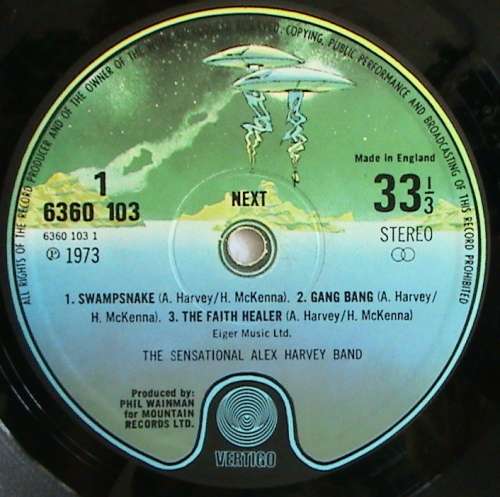 ALL RIGHTS OF THE RECORD PRODUCER AND OF THE OWNER OF THE
COPYING, PUBLIC PERFORMANCE AND BROADCASTING OF THIS RECORD PROHIBITED
Made in England
1
6360 103
NEXT
33 1/3
6360 103 1
STEREO
℗ 1973
1. SWAMPSNAKE (A. Harvey/H. McKenna). 2. GANG BANG (A. Harvey/
H. McKenna). 3. THE FAITH HEALER (A. Harvey/H. McKenna)
Eiger Music Ltd.
THE SENSATIONAL ALEX HARVEY BAND
Produced by:
PHIL WAINMAN
for MOUNTAIN
RECORDS LTD.
VERTIGO